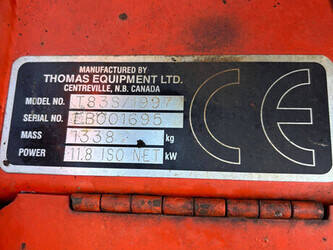 MANUFACTURED BY
THOMAS EQUIPMENT LTD.
CENTREVILLE, N.B. CANADA
MODEL NO. T83S/1997
SERIAL NO. EB001695
MASS 1338 kg
POWER 11.8 ISO NET kW
CE